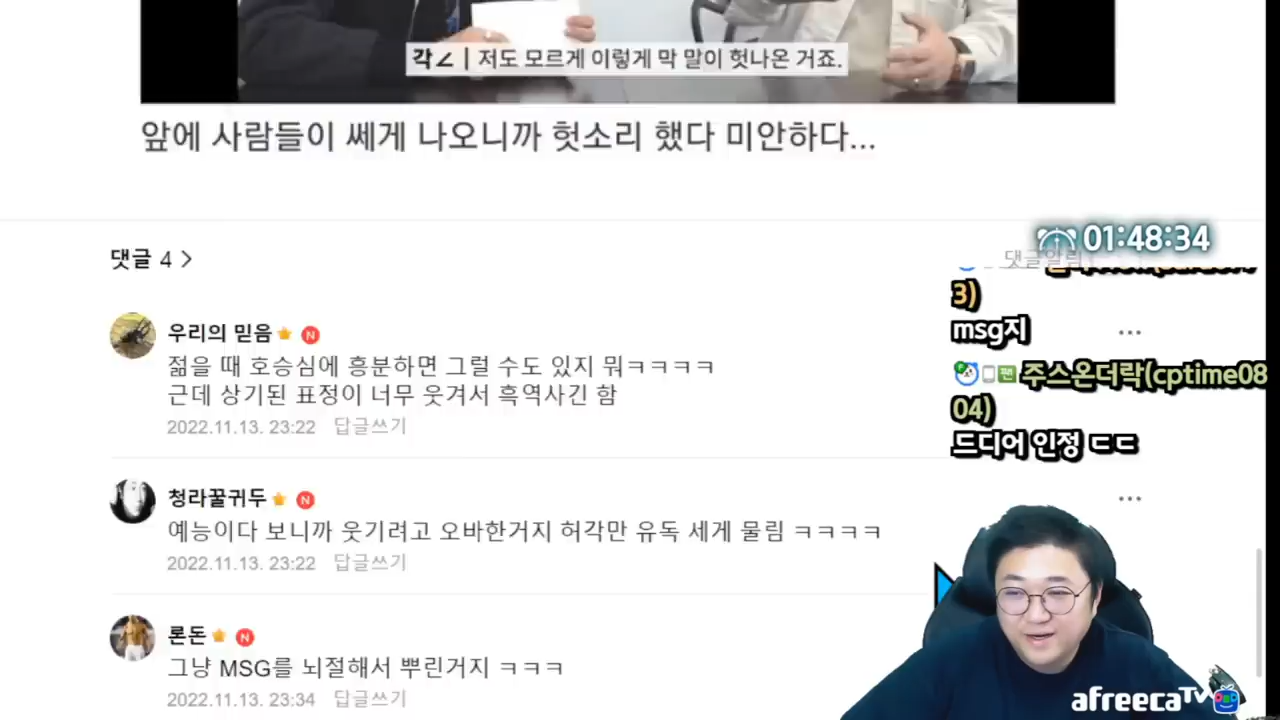 각ㄥ | 저도 모르게 이렇게 막 말이 헛나온 거죠.
앞에 사람들이 쎄게 나오니까 헛소리 했다 미안하다...
01:48:34
댓글 4 >
댓글알림
3)
msg지
우리의 믿음 N
젊을 때 호승심에 흥분하면 그럴 수도 있지 뭐ㅋㅋㅋㅋ
근데 상기된 표정이 너무 웃겨서 흑역사긴 함
2022.11.13. 23:22 답글쓰기
팬 주스온더락(cptime08
04)
드디어 인정 ㄷㄷ
청라꿀귀두 N
예능이다 보니까 웃기려고 오바한거지 허각만 유독 세게 물림 ㅋㅋㅋㅋ
2022.11.13. 23:22 답글쓰기
론돈 N
그냥 MSG를 뇌절해서 뿌린거지 ㅋㅋㅋ
2022.11.13. 23:34 답글쓰기
afreecaTV